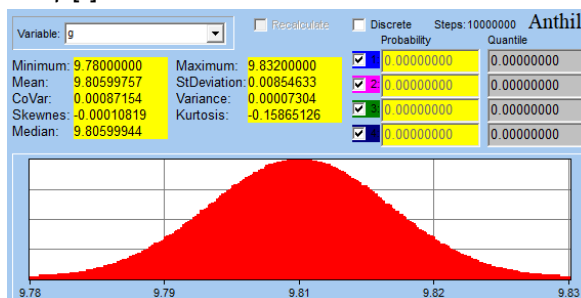 Variable: g
Recalculate
Discrete Steps:10000000 Anthil
Probability Quantile
Minimum: 9.78000000 Maximum: 9.83200000
Mean: 9.80599757 StDeviation: 0.00854633
CoVar: 0.00087154 Variance: 0.00007304
Skewnes: -0.00010819 Kurtosis: -0.15865126
Median: 9.80599944
1 0.00000000 0.00000000
2 0.00000000 0.00000000
3 0.00000000 0.00000000
0.00000000 0.00000000
9.78 9.79 9.81 9.82 9.83